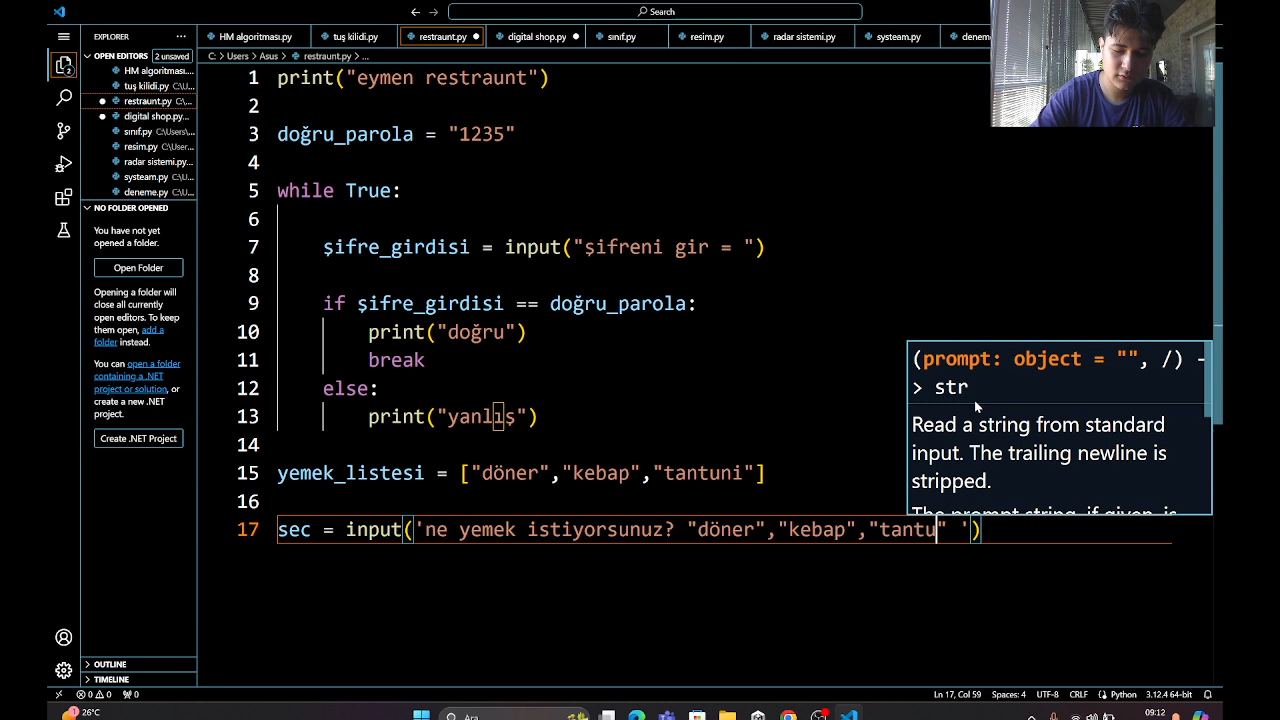 Search
EXPLORER
HM algoritması.py
tuş kilidi.py
restraunt.py
digital shop.py
sınıf.py
resim.py
radar sistemi.py
systeam.py
deneme
OPEN EDITORS 2 unsaved
HM algoritması...
tuş kilidi.py
restraunt.py C:\...
digital shop.py...
sınıf.py C:\Users\...
resim.py C:\User...
radar sistemi.py...
systeam.py C:\U...
deneme.py C:\U...
NO FOLDER OPENED
You have not yet
opened a folder.
Open Folder
Opening a folder will
close all currently
open editors. To keep
them open, add a
folder instead.
You can open a folder
containing a .NET
project or solution, or
create a new .NET
project.
Create .NET Project
OUTLINE
TIMELINE
C: > Users > Asus > restraunt.py > ...
1 print("eymen restraunt")
2
3 doğru_parola = "1235"
4
5 while True:
6
7 şifre_girdisi = input("şifreni gir = ")
8
9 if şifre_girdisi == doğru_parola:
10 print("doğru")
11 break
12 else:
13 print("yanlış")
14
15 yemek_listesi = ["döner","kebap","tantuni"]
16
17 sec = input('ne yemek istiyorsunuz? "döner","kebap","tantu" ')
(prompt: object = "", /) -
> str
Read a string from standard
input. The trailing newline is
stripped.
The prompt string, if given, is
0 0 0
Ln 17, Col 59
Spaces: 4
UTF-8
CRLF
Python
3.12.4 64-bit
1
26°C
Ara
09:12